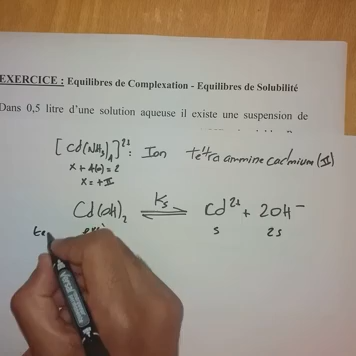 EXERCICE : Equilibres de Complexation - Equilibres de Solubilité
Dans 0,5 litre d'une solution aqueuse il existe une suspension de
[Cd(NH₃)₄]²⁺ : Ion tétra ammine cadmium (II)
x + 4(0) = 2
x = +II
Cd(OH)₂ ⇌ Ks Cd²⁺ + 2OH⁻
s 2s